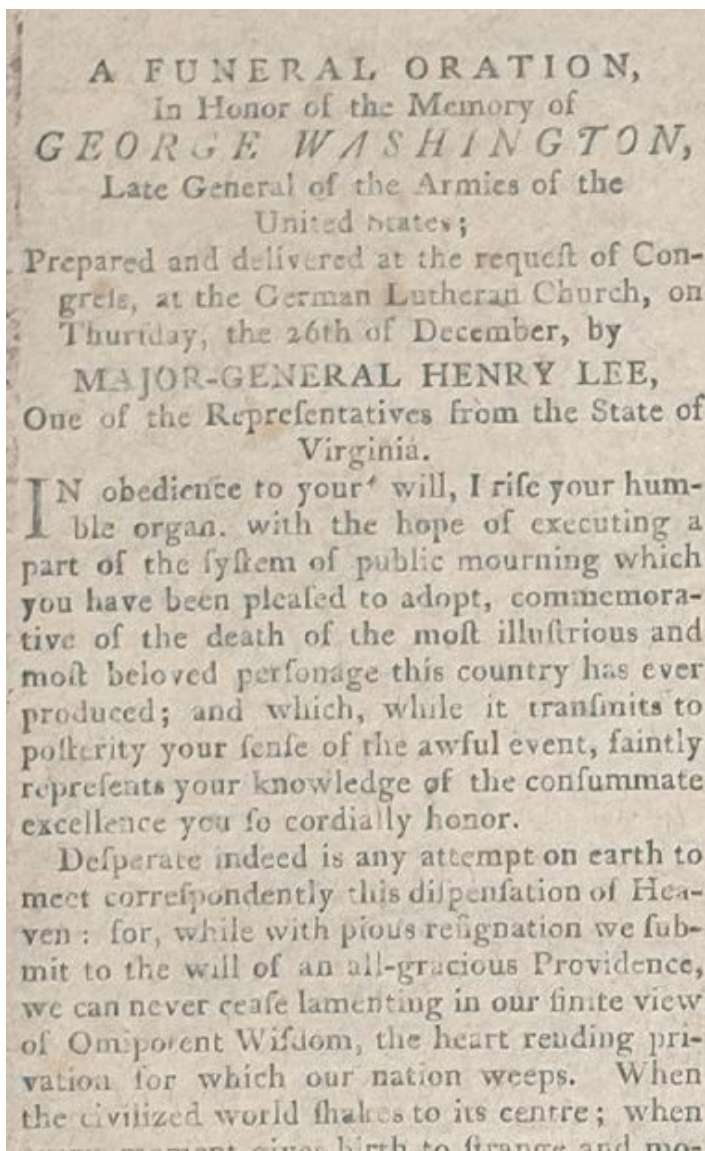 A FUNERAL ORATION,
In Honor of the Memory of
GEORGE WASHINGTON,
Late General of the Armies of the
United States;
Prepared and delivered at the requeſt of Con-
greſs, at the German Lutheran Church, on
Thurſday, the 26th of December, by
MAJOR-GENERAL HENRY LEE,
One of the Repreſentatives from the State of
Virginia.
IN obedience to your will, I riſe your hum-
ble organ. with the hope of executing a
part of the ſyſtem of public mourning which
you have been pleaſed to adopt, commemora-
tive of the death of the moſt illuſtrious and
moſt beloved perſonage this country has ever
produced; and which, while it tranſmits to
poſterity your ſenſe of the awful event, faintly
repreſents your knowledge of the conſummate
excellence you ſo cordially honor.
Deſperate indeed is any attempt on earth to
meet correſpondently this diſpenſation of Hea-
ven: for, while with pious reſignation we ſub-
mit to the will of an all-gracious Providence,
we can never ceaſe lamenting in our finite view
of Omipotent Wiſdom, the heart rending pri-
vation for which our nation weeps. When
the civilized world ſhakes to its centre; when
every moment gives birth to ſtrange and mo-